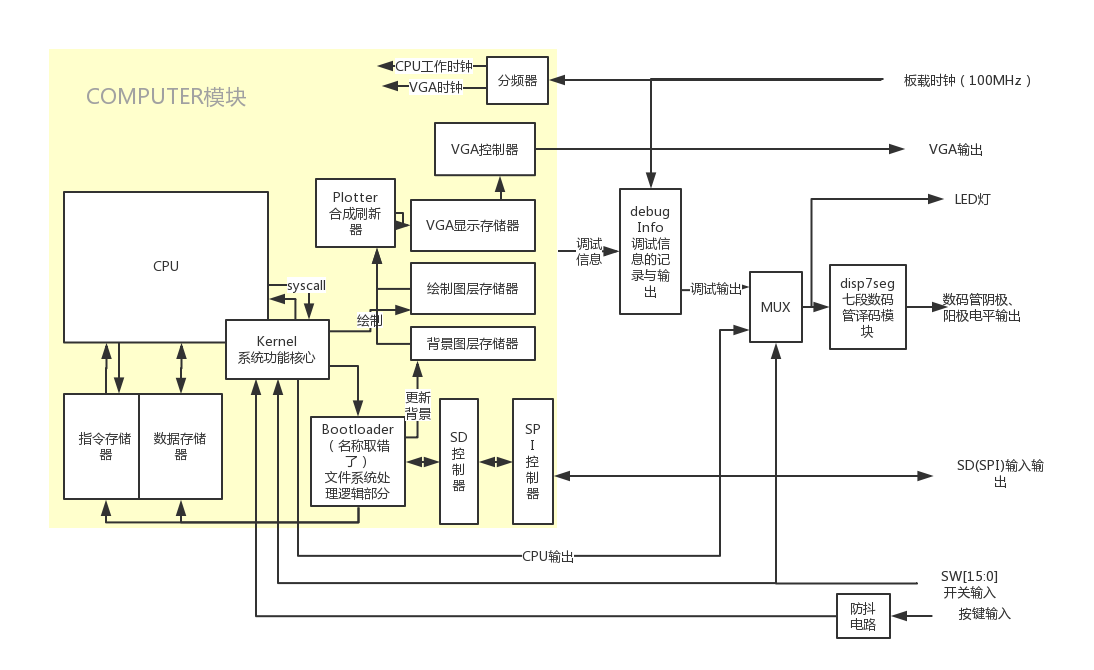 CPU工作时钟
VGA时钟
分频器
板载时钟（100MHz）
COMPUTER模块
VGA控制器
VGA输出
Plotter
合成刷新
器
VGA显示存储器
LED灯
debug
Info
调试信
息的记
录与输
出
调试
信息
CPU
syscall
绘制图层存储器
调试输出
MUX
disp7seg
七段数码
管译码模
块
数码管阴极、
阳极电平输出
绘制
Kernel
系统功能核心
背景图层存储器
更新
背景
指令存储
器
数据存储
器
Bootloader
（名称取错
了）
文件系统处
理逻辑部分
SD
控
制
器
SP
I
控
制
器
SD(SPI)输入输
出
CPU输出
SW[15:0]
开关输入
防抖
电路
按键输入